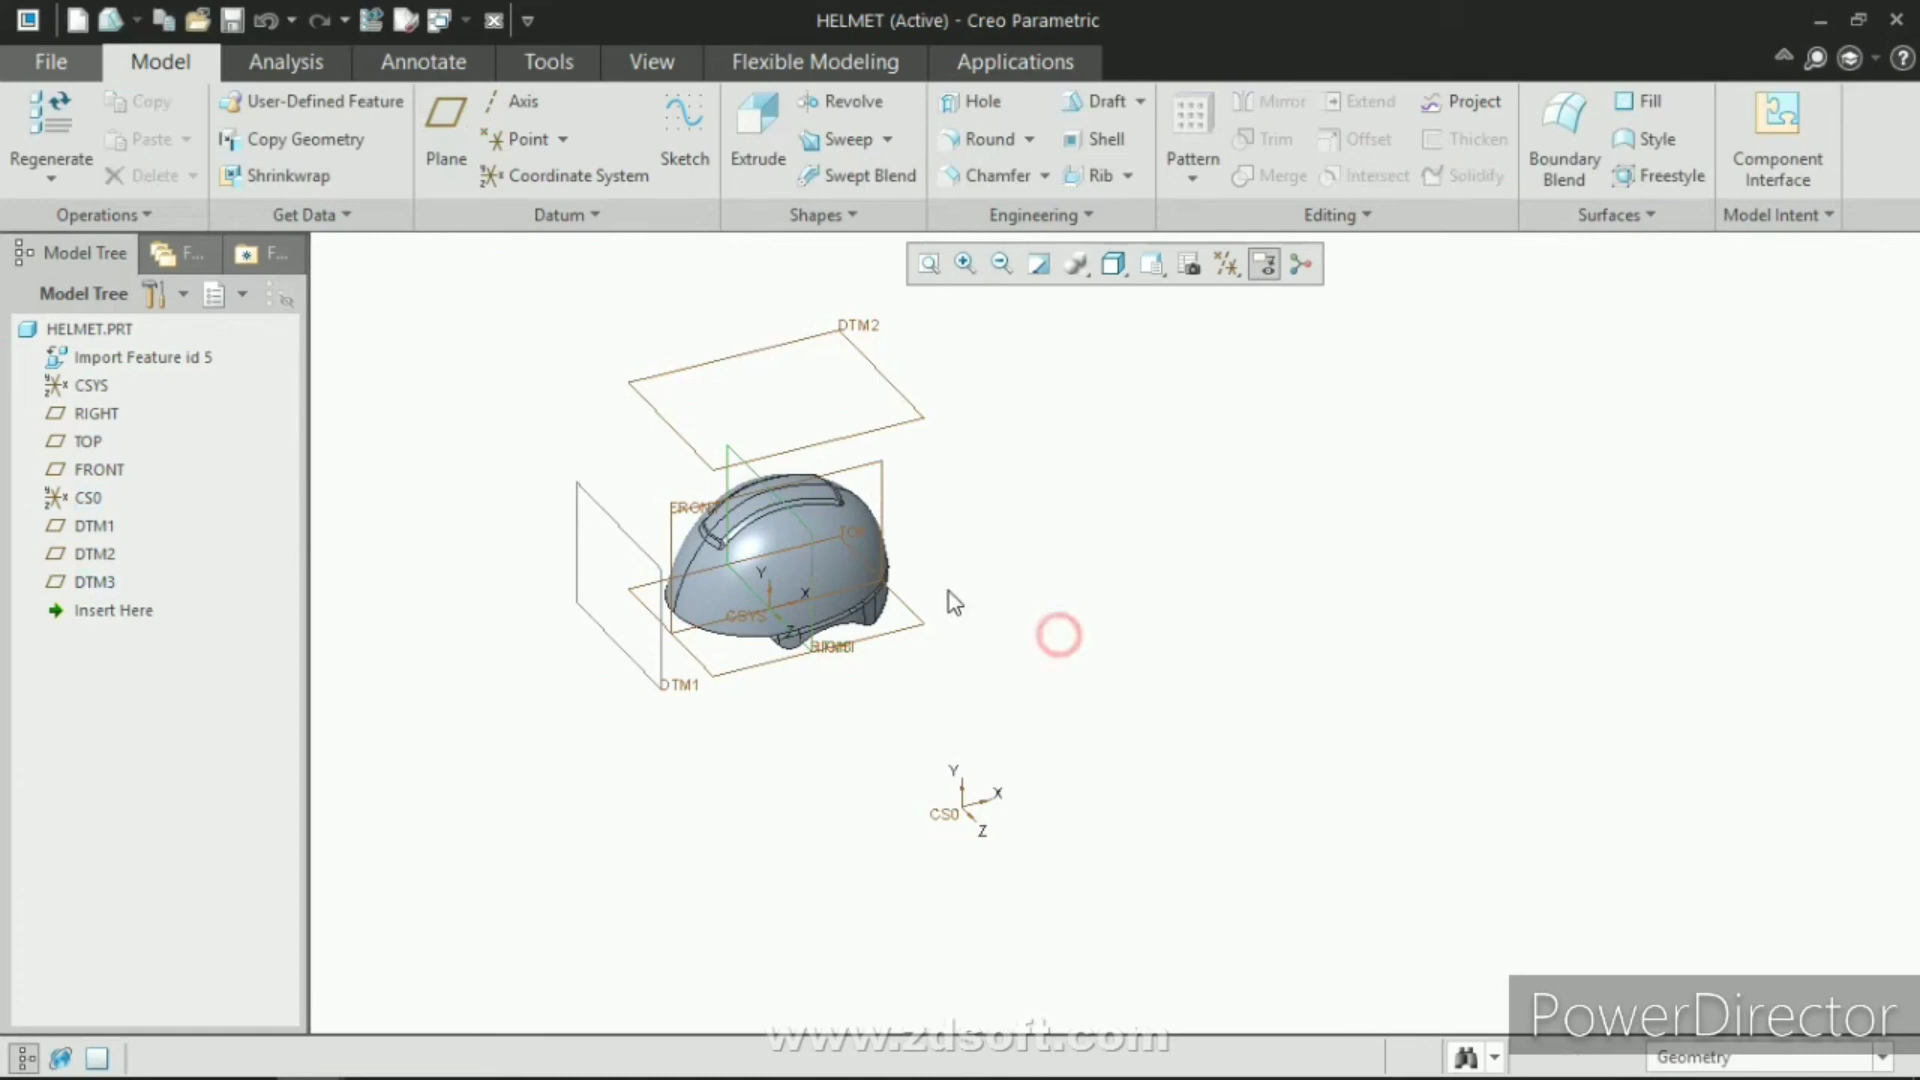 HELMET (Active) - Creo Parametric
File Model Analysis Annotate Tools View Flexible Modeling Applications
Regenerate
Copy
Paste
Delete
Operations
User-Defined Feature
Copy Geometry
Shrinkwrap
Get Data
Plane
Axis
Point
Coordinate System
Sketch
Datum
Extrude
Revolve
Sweep
Swept Blend
Shapes
Hole
Round
Chamfer
Draft
Shell
Rib
Engineering
Pattern
Mirror
Trim
Merge
Extend
Offset
Intersect
Project
Thicken
Solidify
Editing
Boundary
Blend
Fill
Style
Freestyle
Surfaces
Component
Interface
Model Intent
Model Tree
F...
F...
Model Tree
HELMET.PRT
Import Feature id 5
CSYS
RIGHT
TOP
FRONT
CS0
DTM1
DTM2
DTM3
Insert Here
DTM2
FRONT
TOP
Y
X
CSYS
Z
DTM1
Y
X
CS0
Z
PowerDirector
www.zdsoft.com
Geometry